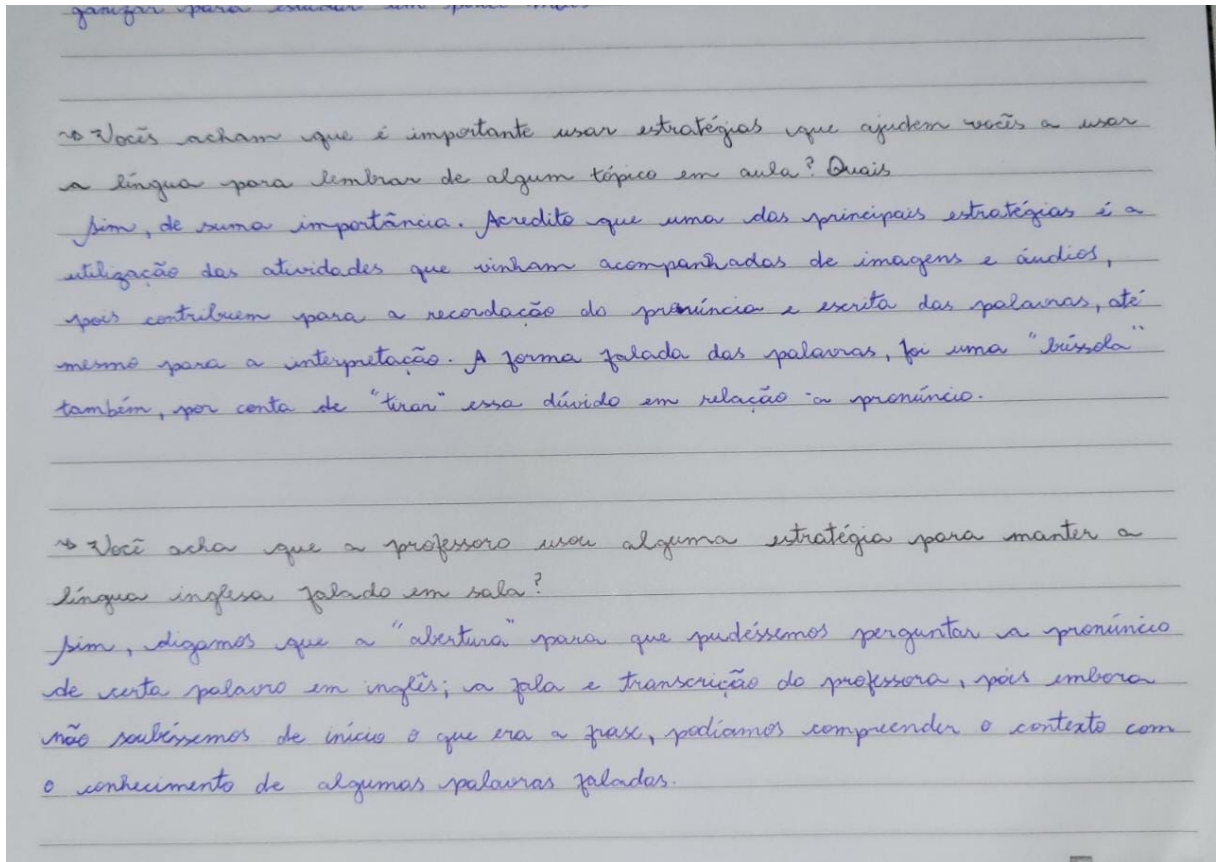 ganizar para estudar um pouco mais
Vocês acham que é importante usar estratégias que ajudem vocês a usar
a língua para lembrar de algum tópico em aula? Quais
Sim, de suma importância. Acredito que uma das principais estratégias é a
utilização das atividades que vinham acompanhadas de imagens e áudios,
pois contribuem para a recordação da pronúncia e escrita das palavras, até
mesmo para a interpretação. A forma falada das palavras, foi uma "bússola"
também, por conta de "tirar" essa dúvida em relação a pronúncia.
Você acha que a professora usou alguma estratégia para manter a
língua inglesa falada em sala?
Sim, digamos que a "abertura" para que pudéssemos perguntar a pronúncia
de certa palavra em inglês; a fala e transcrição da professora, pois embora
não soubéssemos de início o que era a frase, podíamos compreender o contexto com
o conhecimento de algumas palavras faladas.